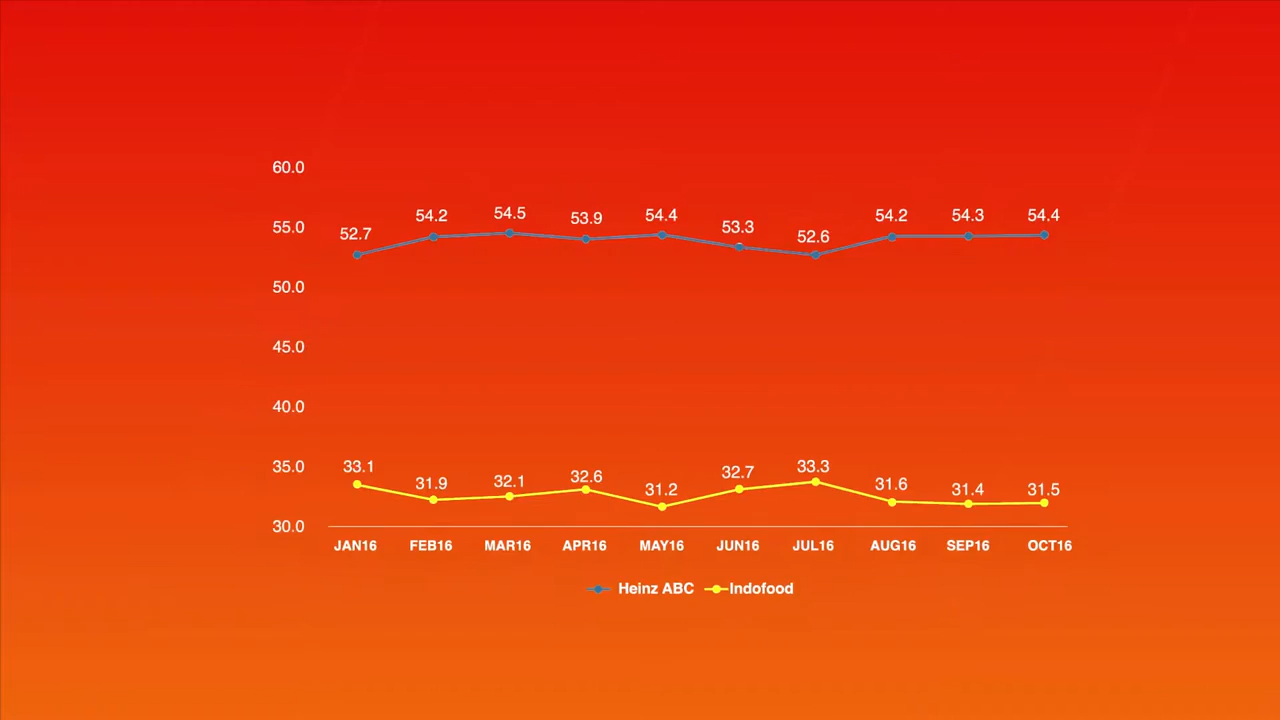 60.0
55.0
50.0
45.0
40.0
35.0
30.0
52.7 54.2 54.5 53.9 54.4 53.3 52.6 54.2 54.3 54.4
33.1 31.9 32.1 32.6 31.2 32.7 33.3 31.6 31.4 31.5
JAN16 FEB16 MAR16 APR16 MAY16 JUN16 JUL16 AUG16 SEP16 OCT16
Heinz ABC Indofood